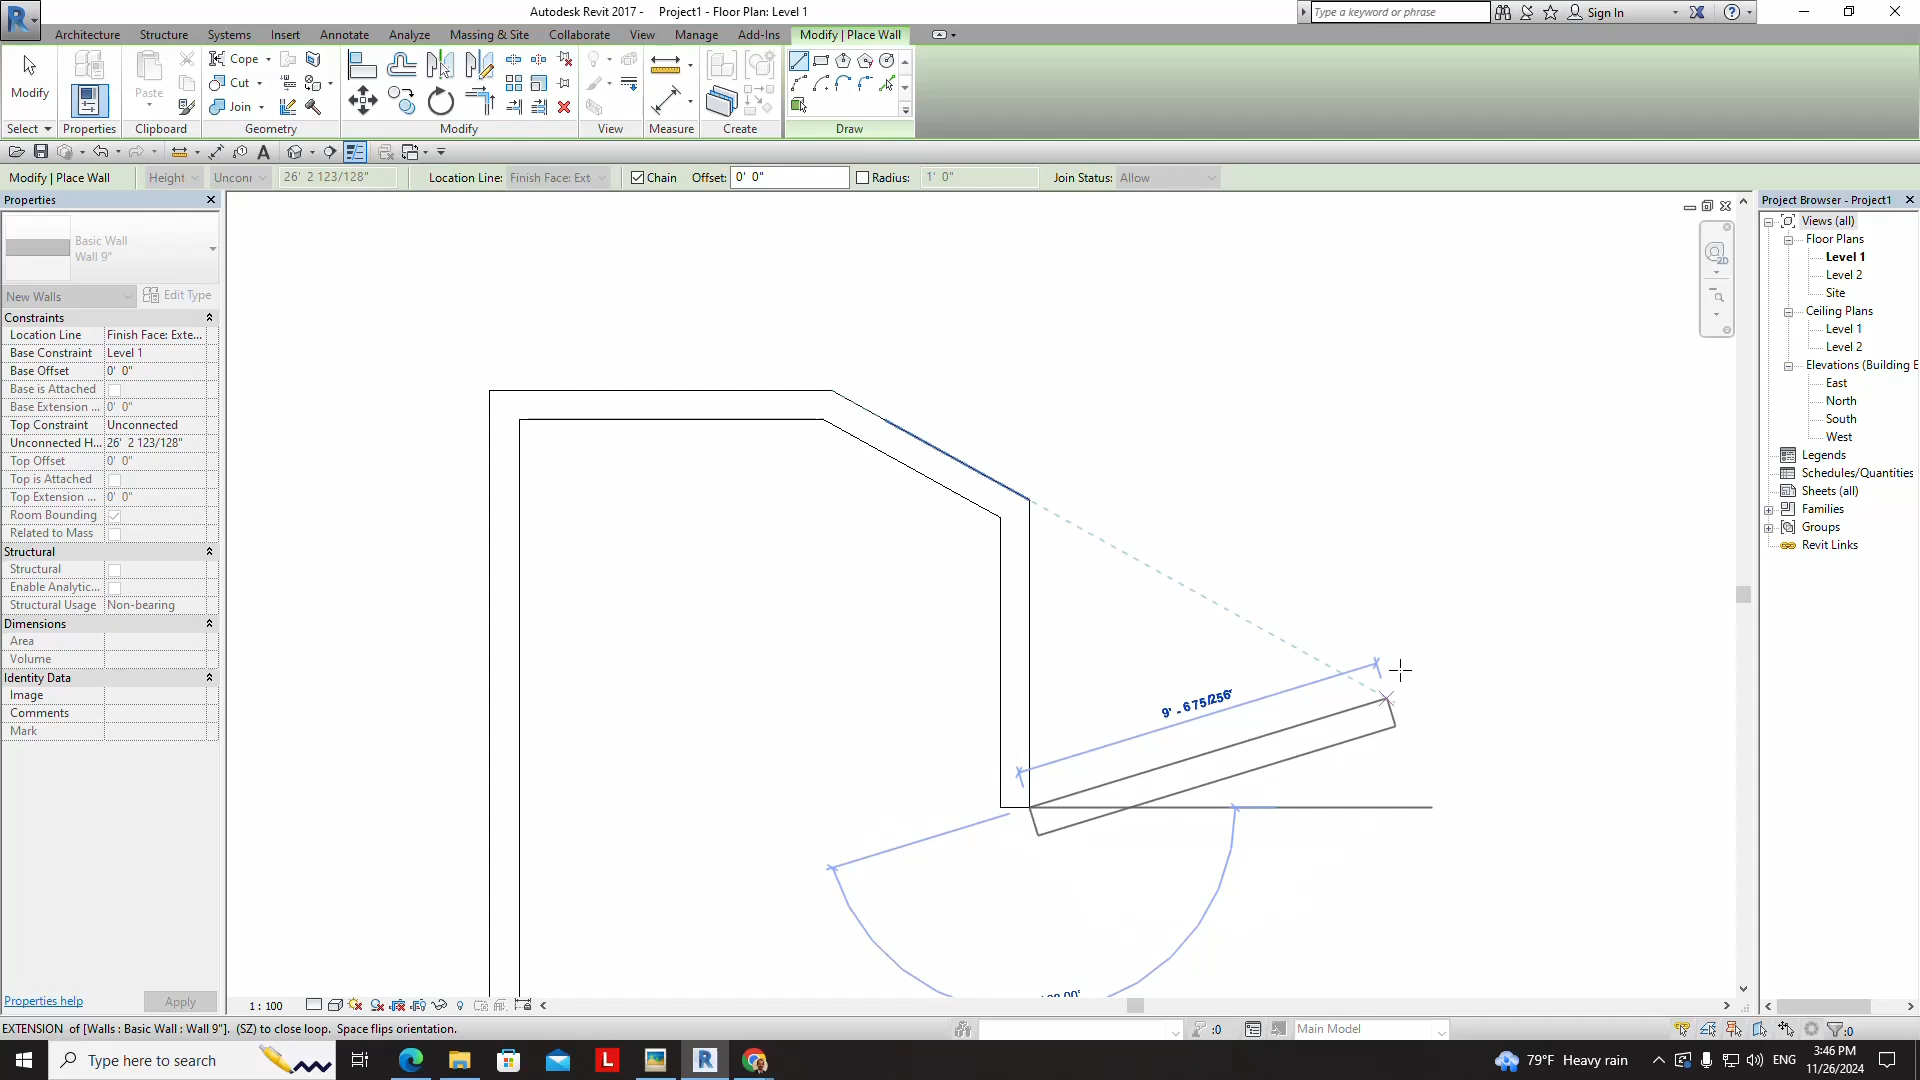 Autodesk Revit 2017 -     Project1 - Floor Plan: Level 1
Type a keyword or phrase
Sign In
Architecture
Structure
Systems
Insert
Annotate
Analyze
Massing & Site
Collaborate
View
Manage
Add-Ins
Modify | Place Wall
Modify
Properties
Paste
Cope
Cut
Join
Select
Properties
Clipboard
Geometry
Modify
View
Measure
Create
Draw
Modify | Place Wall
Height
Unconr
26'  2 123/128"
Location Line:
Finish Face: Ext
Chain
Offset:
0'  0"
Radius:
1'  0"
Join Status:
Allow
Properties
Basic Wall
Wall 9"
New Walls
Edit Type
Constraints
Location Line Finish Face: Exte...
Base Constraint Level 1
Base Offset 0'  0"
Base is Attached
Base Extension ... 0'  0"
Top Constraint Unconnected
Unconnected H... 26'  2 123/128"
Top Offset 0'  0"
Top is Attached
Top Extension ... 0'  0"
Room Bounding
Related to Mass
Structural
Structural
Enable Analytic...
Structural Usage Non-bearing
Dimensions
Area
Volume
Identity Data
Image
Comments
Mark
Properties help
Apply
9' - 6 75/256"
2D
Project Browser - Project1
Views (all)
Floor Plans
Level 1
Level 2
Site
Ceiling Plans
Level 1
Level 2
Elevations (Building E
East
North
South
West
Legends
Schedules/Quantities
Sheets (all)
Families
Groups
Revit Links
1 : 100
EXTENSION  of [Walls : Basic Wall : Wall 9"].  (SZ) to close loop.  Space flips orientation.
:0
Main Model
:0
Type here to search
79°F  Heavy rain
ENG
3:46 PM
11/26/2024